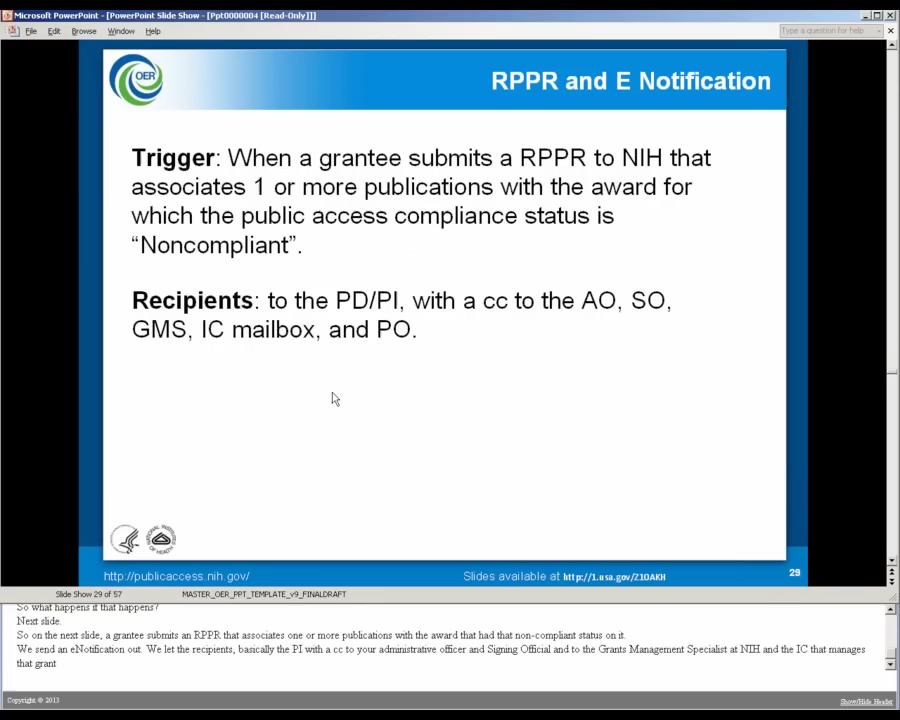 Microsoft PowerPoint - [PowerPoint Slide Show - [Ppt0000004 [Read-Only]]]
File Edit Browse Window Help
Type a question for help
OER
RPPR and E Notification
Trigger: When a grantee submits a RPPR to NIH that
associates 1 or more publications with the award for
which the public access compliance status is
“Noncompliant”.
Recipients: to the PD/PI, with a cc to the AO, SO,
GMS, IC mailbox, and PO.
http://publicaccess.nih.gov/
Slides available at http://1.usa.gov/Z1OAKH
29
Slide Show 29 of 57
MASTER_OER_PPT_TEMPLATE_v9_FINALDRAFT
So what happens if that happens?
Next slide.
So on the next slide, a grantee submits an RPPR that associates one or more publications with the award that had that non-compliant status on it.
We send an eNotification out. We let the recipients, basically the PI with a cc to your administrative officer and Signing Official and to the Grants Management Specialist at NIH and the IC that manages
that grant
Copyright © 2013
Show/Hide Header